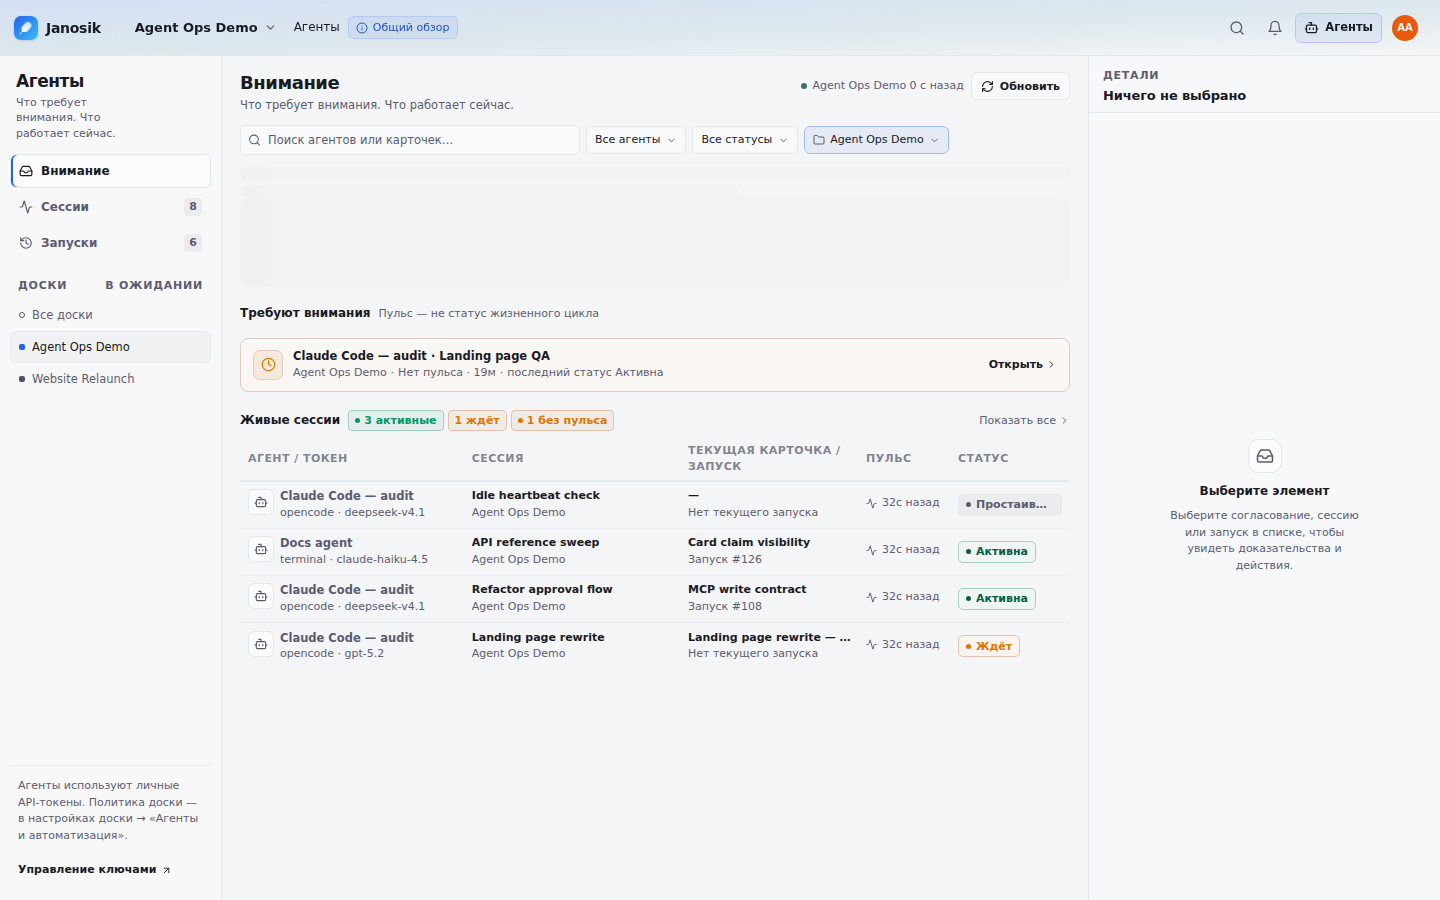 Janosik
Agent Ops Demo
Агенты
Общий обзор
Агенты
AA
Агенты
Что требует
внимания. Что
работает сейчас.
Внимание
Сессии 8
Запуски 6
ДОСКИ В ОЖИДАНИИ
Все доски
Agent Ops Demo
Website Relaunch
Агенты используют личные
API-токены. Политика доски —
в настройках доски → «Агенты
и автоматизация».
Управление ключами
Внимание
Что требует внимания. Что работает сейчас.
Agent Ops Demo 0 с назад
Обновить
Поиск агентов или карточек...
Все агенты
Все статусы
Agent Ops Demo
Требуют внимания Пульс — не статус жизненного цикла
Claude Code — audit · Landing page QA
Agent Ops Demo · Нет пульса · 19м · последний статус Активна
Открыть
Живые сессии 3 активные 1 ждёт 1 без пульса
Показать все
АГЕНТ / ТОКЕН СЕССИЯ ТЕКУЩАЯ КАРТОЧКА / ЗАПУСК ПУЛЬС СТАТУС
Claude Code — audit Idle heartbeat check — 32с назад Простаив...
opencode · deepseek-v4.1 Agent Ops Demo Нет текущего запуска
Docs agent API reference sweep Card claim visibility 32с назад Активна
terminal · claude-haiku-4.5 Agent Ops Demo Запуск #126
Claude Code — audit Refactor approval flow MCP write contract 32с назад Активна
opencode · deepseek-v4.1 Agent Ops Demo Запуск #108
Claude Code — audit Landing page rewrite Landing page rewrite — ... 32с назад Ждёт
opencode · gpt-5.2 Agent Ops Demo Нет текущего запуска
ДЕТАЛИ
Ничего не выбрано
Выберите элемент
Выберите согласование, сессию
или запуск в списке, чтобы
увидеть доказательства и
действия.